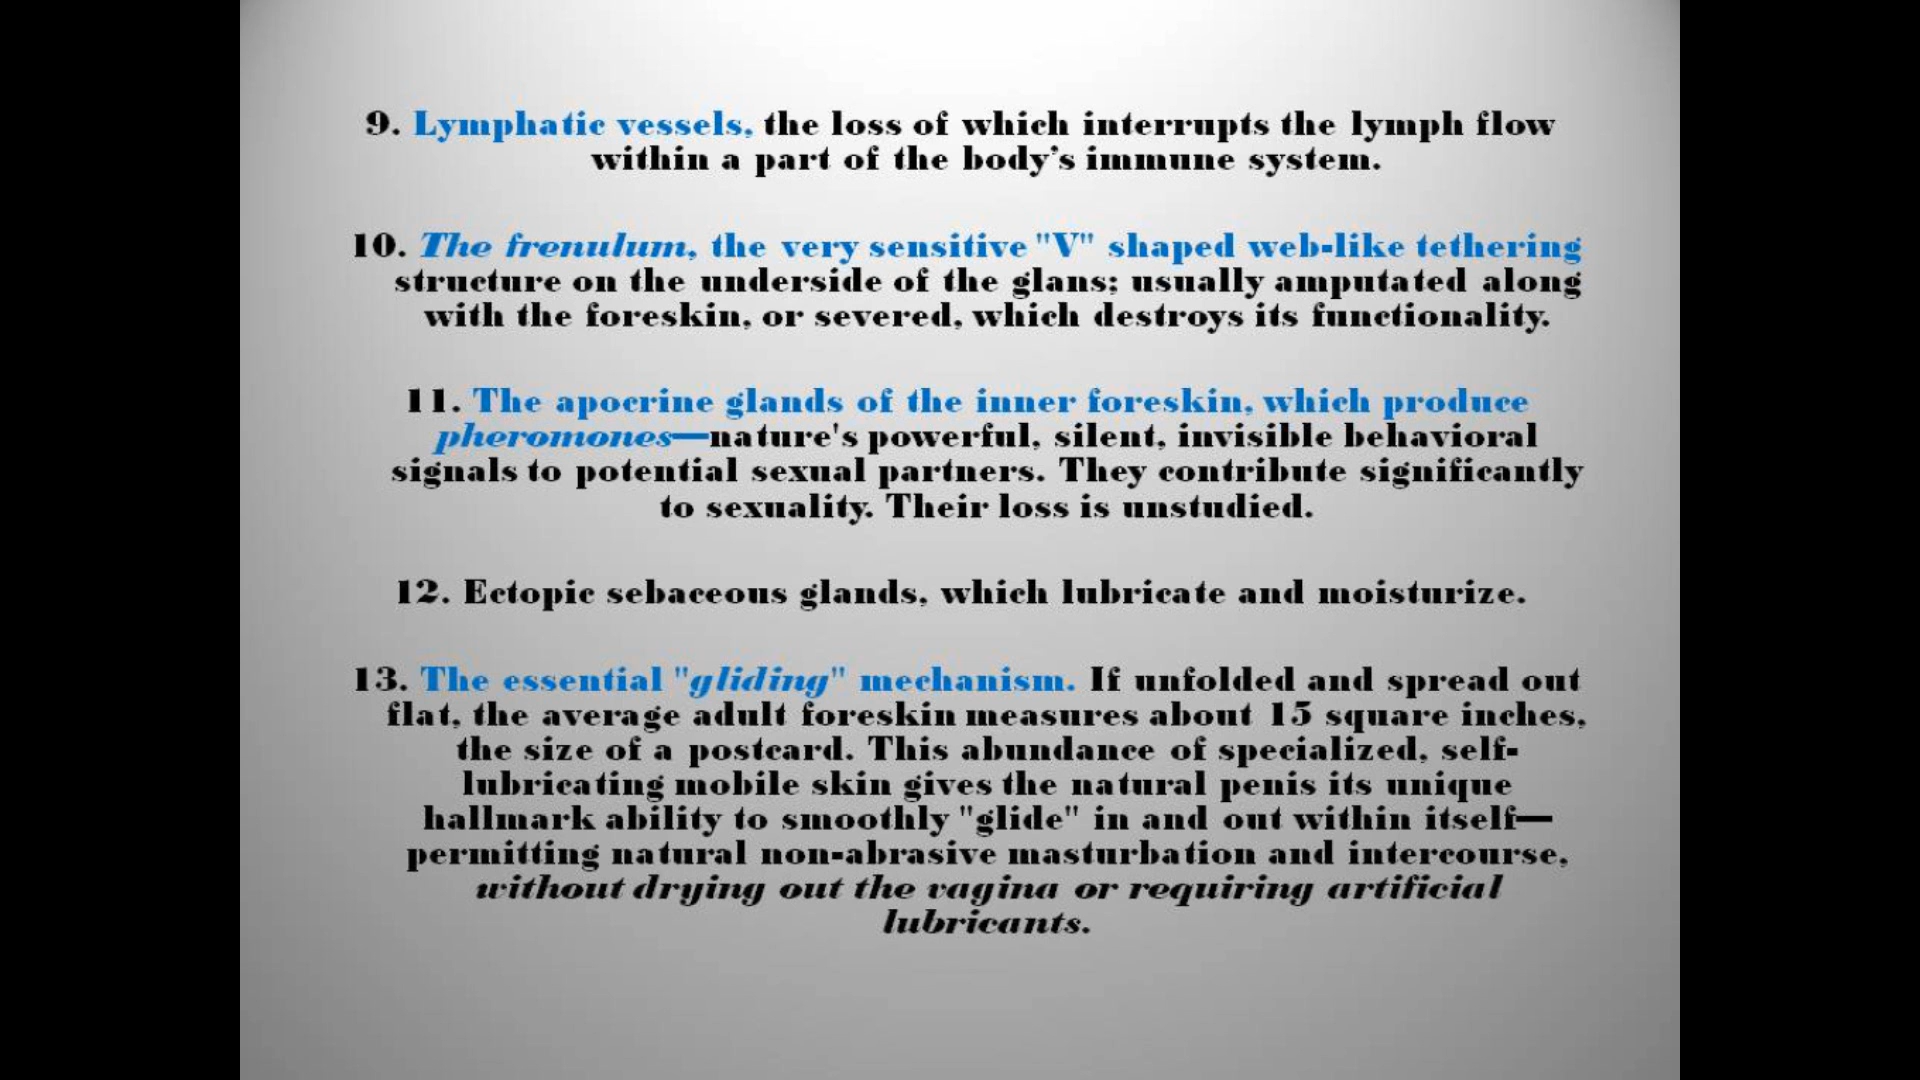 9. Lymphatic vessels, the loss of which interrupts the lymph flow
within a part of the body's immune system.
10. The frenulum, the very sensitive "V" shaped web-like tethering
structure on the underside of the glans; usually amputated along
with the foreskin, or severed, which destroys its functionality.
11. The apocrine glands of the inner foreskin, which produce
pheromones—nature's powerful, silent, invisible behavioral
signals to potential sexual partners. They contribute significantly
to sexuality. Their loss is unstudied.
12. Ectopic sebaceous glands, which lubricate and moisturize.
13. The essential "gliding" mechanism. If unfolded and spread out
flat, the average adult foreskin measures about 15 square inches,
the size of a postcard. This abundance of specialized, self-
lubricating mobile skin gives the natural penis its unique
hallmark ability to smoothly "glide" in and out within itself—
permitting natural non-abrasive masturbation and intercourse,
without drying out the vagina or requiring artificial
lubricants.